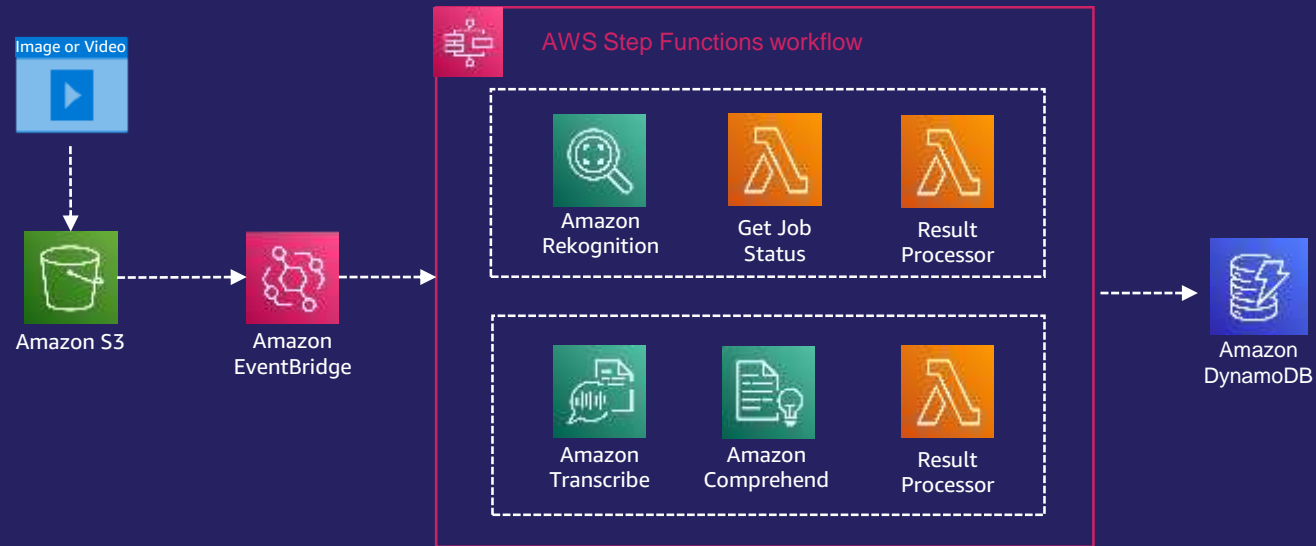 Image or Video
AWS Step Functions workflow
Amazon
Rekognition
Get Job
Status
Result
Processor
Amazon S3
Amazon
EventBridge
Amazon
DynamoDB
Amazon
Transcribe
Amazon
Comprehend
Result
Processor